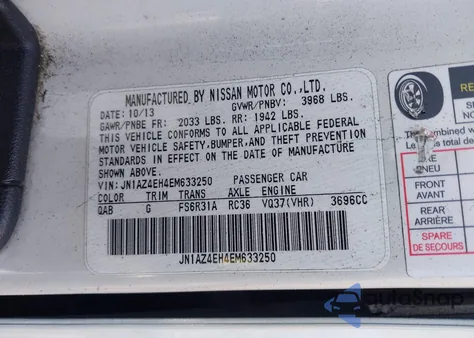 MANUFACTURED BY NISSAN MOTOR CO.,LTD.
DATE: 10/13 GVWR/PNBV: 3968 LBS.
GAWR/PNBE FR: 2033 LBS. RR: 1942 LBS.
THIS VEHICLE CONFORMS TO ALL APPLICABLE FEDERAL
MOTOR VEHICLE SAFETY,BUMPER,AND THEFT PREVENTION
STANDARDS IN EFFECT ON THE DATE OF MANUFACTURE
SHOWN ABOVE.
VIN: JN1AZ4EH4EM633250 PASSENGER CAR
COLOR TRIM TRANS AXLE ENGINE
QAB G FS6R31A RC36 VQ37(VHR) 3696CC
JN1AZ4EH4EM633250
PNEU
FRONT
AVANT
REAR
ARRIÈRE
SPARE
DE SECOURS
autoSnap